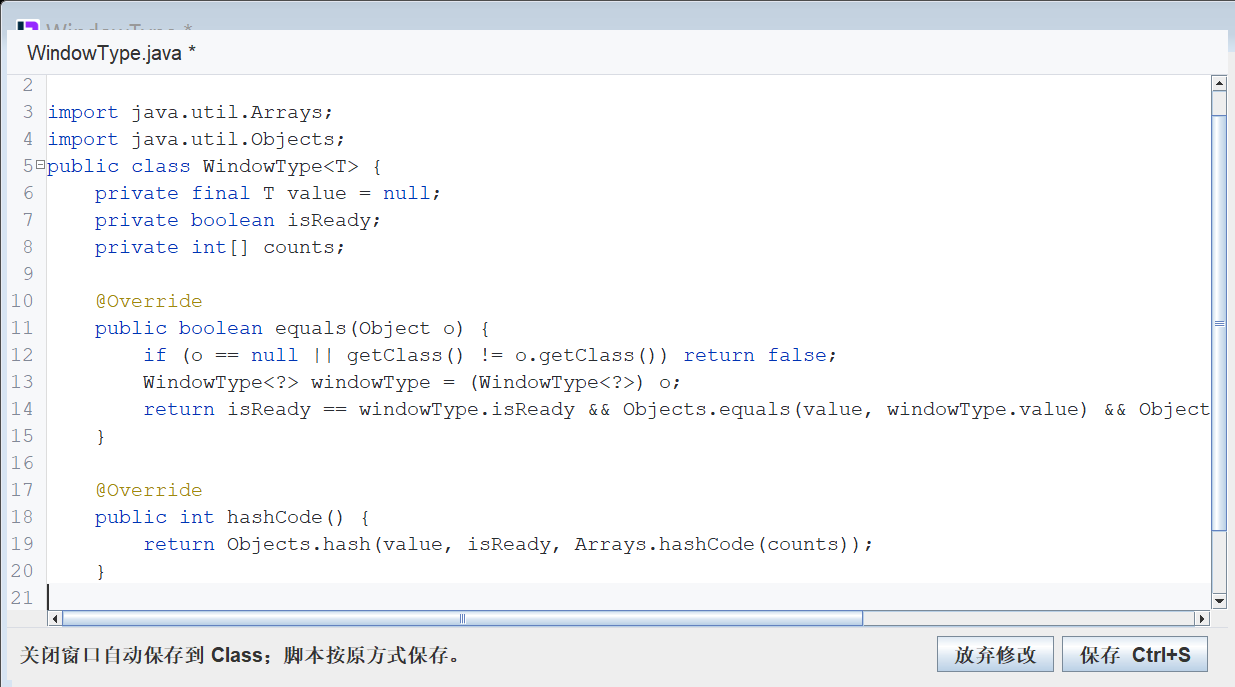 WindowType.java *
2
3 import java.util.Arrays;
4 import java.util.Objects;
5 public class WindowType<T> {
6     private final T value = null;
7     private boolean isReady;
8     private int[] counts;
9
10     @Override
11     public boolean equals(Object o) {
12         if (o == null || getClass() != o.getClass()) return false;
13         WindowType<?> windowType = (WindowType<?>) o;
14         return isReady == windowType.isReady && Objects.equals(value, windowType.value) && Object
15     }
16
17     @Override
18     public int hashCode() {
19         return Objects.hash(value, isReady, Arrays.hashCode(counts));
20     }
21
关闭窗口自动保存到 Class；脚本按原方式保存。
放弃修改
保存 Ctrl+S